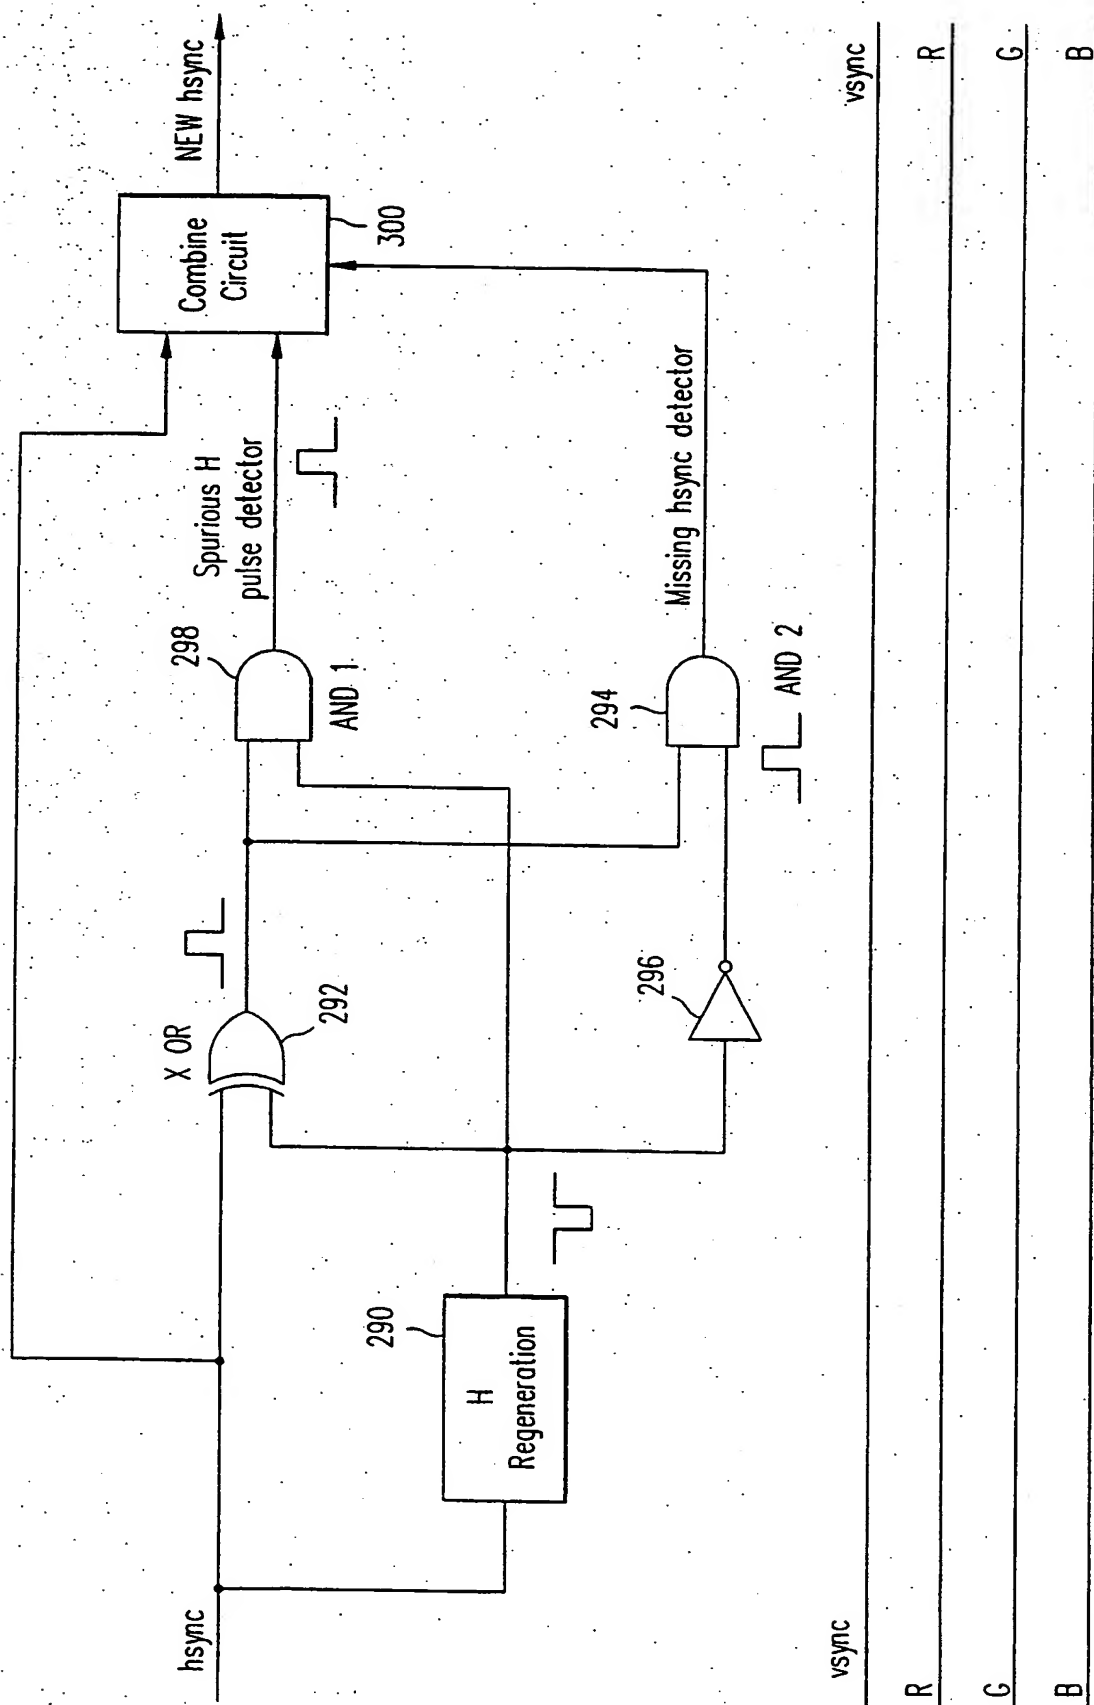 hsync
H
Regeneration
290
X OR
292
296
298
AND 1
294
AND 2
Spurious H
pulse detector
Missing hsync detector
Combine
Circuit
300
NEW hsync
vsync
vsync
R
R
G
G
B
B